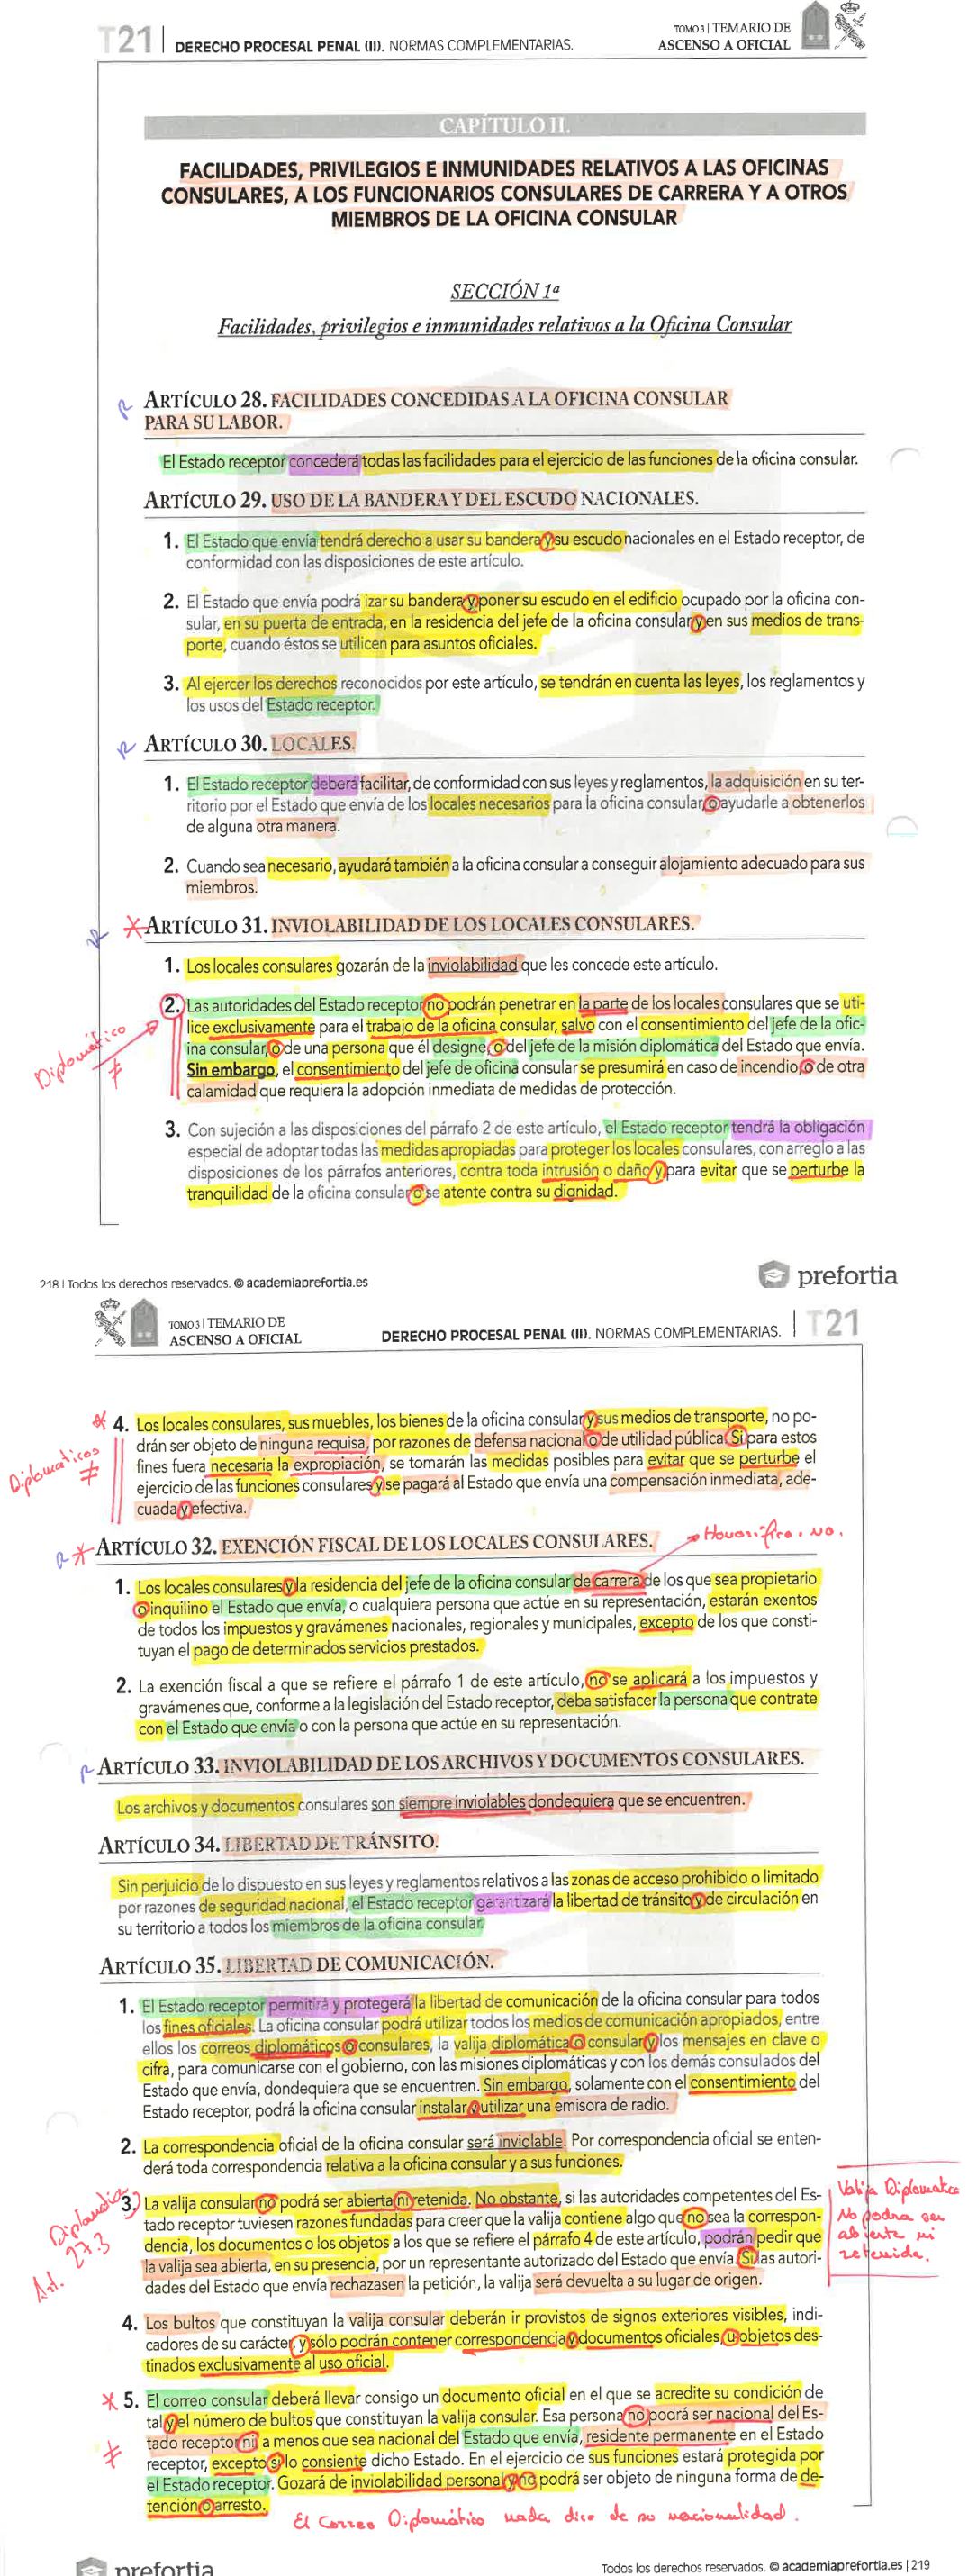 T21 | DERECHO PROCESAL PENAL (II). NORMAS COMPLEMENTARIAS.
TOMO 3 | TEMARIO DE
ASCENSO A OFICIAL
CAPÍTULO II.
FACILIDADES, PRIVILEGIOS E INMUNIDADES RELATIVOS A LAS OFICINAS
CONSULARES, A LOS FUNCIONARIOS CONSULARES DE CARRERA Y A OTROS
MIEMBROS DE LA OFICINA CONSULAR
SECCIÓN 1ª
Facilidades, privilegios e inmunidades relativos a la Oficina Consular
R ARTÍCULO 28. FACILIDADES CONCEDIDAS A LA OFICINA CONSULAR
PARA SU LABOR.
El Estado receptor concederá todas las facilidades para el ejercicio de las funciones de la oficina consular.
ARTÍCULO 29. USO DE LA BANDERA Y DEL ESCUDO NACIONALES.
1. El Estado que envía tendrá derecho a usar su bandera y su escudo nacionales en el Estado receptor, de
conformidad con las disposiciones de este artículo.
2. El Estado que envía podrá izar su bandera y poner su escudo en el edificio ocupado por la oficina con-
sular, en su puerta de entrada, en la residencia del jefe de la oficina consular y en sus medios de trans-
porte, cuando éstos se utilicen para asuntos oficiales.
3. Al ejercer los derechos reconocidos por este artículo, se tendrán en cuenta las leyes, los reglamentos y
los usos del Estado receptor.
R ARTÍCULO 30. LOCALES.
1. El Estado receptor deberá facilitar, de conformidad con sus leyes y reglamentos, la adquisición en su ter-
ritorio por el Estado que envía de los locales necesarios para la oficina consular, o ayudarle a obtenerlos
de alguna otra manera.
2. Cuando sea necesario, ayudará también a la oficina consular a conseguir alojamiento adecuado para sus
miembros.
R * ARTÍCULO 31. INVIOLABILIDAD DE LOS LOCALES CONSULARES.
1. Los locales consulares gozarán de la inviolabilidad que les concede este artículo.
2. Las autoridades del Estado receptor no podrán penetrar en la parte de los locales consulares que se uti-
lice exclusivamente para el trabajo de la oficina consular, salvo con el consentimiento del jefe de la ofic-
ina consular, o de una persona que él designe, o del jefe de la misión diplomática del Estado que envía.
Sin embargo, el consentimiento del jefe de oficina consular se presumirá en caso de incendio, o de otra
calamidad que requiera la adopción inmediata de medidas de protección.
Diplomático
≠
3. Con sujeción a las disposiciones del párrafo 2 de este artículo, el Estado receptor tendrá la obligación
especial de adoptar todas las medidas apropiadas para proteger los locales consulares, con arreglo a las
disposiciones de los párrafos anteriores, contra toda intrusión o daño y para evitar que se perturbe la
tranquilidad de la oficina consular o se atente contra su dignidad.
218 | Todos los derechos reservados. © academiaprefortia.es
prefortia
TOMO 3 | TEMARIO DE
ASCENSO A OFICIAL
DERECHO PROCESAL PENAL (II). NORMAS COMPLEMENTARIAS. | T21
* 4. Los locales consulares, sus muebles, los bienes de la oficina consular y sus medios de transporte, no po-
drán ser objeto de ninguna requisa, por razones de defensa nacional o de utilidad pública. Si para estos
fines fuera necesaria la expropiación, se tomarán las medidas posibles para evitar que se perturbe el
ejercicio de las funciones consulares y se pagará al Estado que envía una compensación inmediata, ade-
cuada y efectiva.
Diplomaticos
≠
R * ARTÍCULO 32. EXENCIÓN FISCAL DE LOS LOCALES CONSULARES.
Honorífico. no.
1. Los locales consulares y la residencia del jefe de la oficina consular de carrera de los que sea propietario
o inquilino el Estado que envía, o cualquiera persona que actúe en su representación, estarán exentos
de todos los impuestos y gravámenes nacionales, regionales y municipales, excepto de los que consti-
tuyan el pago de determinados servicios prestados.
2. La exención fiscal a que se refiere el párrafo 1 de este artículo, no se aplicará a los impuestos y
gravámenes que, conforme a la legislación del Estado receptor, deba satisfacer la persona que contrate
con el Estado que envía o con la persona que actúe en su representación.
R ARTÍCULO 33. INVIOLABILIDAD DE LOS ARCHIVOS Y DOCUMENTOS CONSULARES.
Los archivos y documentos consulares son siempre inviolables dondequiera que se encuentren.
ARTÍCULO 34. LIBERTAD DE TRÁNSITO.
Sin perjuicio de lo dispuesto en sus leyes y reglamentos relativos a las zonas de acceso prohibido o limitado
por razones de seguridad nacional, el Estado receptor garantizará la libertad de tránsito y de circulación en
su territorio a todos los miembros de la oficina consular.
ARTÍCULO 35. LIBERTAD DE COMUNICACIÓN.
1. El Estado receptor permitirá y protegerá la libertad de comunicación de la oficina consular para todos
los fines oficiales. La oficina consular podrá utilizar todos los medios de comunicación apropiados, entre
ellos los correos diplomáticos o consulares, la valija diplomática o consular y los mensajes en clave o
cifra, para comunicarse con el gobierno, con las misiones diplomáticas y con los demás consulados del
Estado que envía, dondequiera que se encuentren. Sin embargo, solamente con el consentimiento del
Estado receptor, podrá la oficina consular instalar y utilizar una emisora de radio.
2. La correspondencia oficial de la oficina consular será inviolable. Por correspondencia oficial se enten-
derá toda correspondencia relativa a la oficina consular y a sus funciones.
3. La valija consular no podrá ser abierta ni retenida. No obstante, si las autoridades competentes del Es-
tado receptor tuviesen razones fundadas para creer que la valija contiene algo que no sea la correspon-
dencia, los documentos o los objetos a los que se refiere el párrafo 4 de este artículo, podrán pedir que
la valija sea abierta, en su presencia, por un representante autorizado del Estado que envía. Si las autori-
dades del Estado que envía rechazasen la petición, la valija será devuelta a su lugar de origen.
Art. 27.3
Valija Diplomatica
No podra ser
abierta ni
retenida.
4. Los bultos que constituyan la valija consular deberán ir provistos de signos exteriores visibles, indi-
cadores de su carácter, y sólo podrán contener correspondencia y documentos oficiales, u objetos des-
tinados exclusivamente al uso oficial.
* 5. El correo consular deberá llevar consigo un documento oficial en el que se acredite su condición de
tal y el número de bultos que constituyan la valija consular. Esa persona no podrá ser nacional del Es-
tado receptor ni, a menos que sea nacional del Estado que envía, residente permanente en el Estado
receptor, excepto si lo consiente dicho Estado. En el ejercicio de sus funciones estará protegida por
el Estado receptor. Gozará de inviolabilidad personal y no podrá ser objeto de ninguna forma de de-
tención o arresto.
≠
El Correo Diplomático nada dice de su nacionalidad.
prefortia
Todos los derechos reservados. © academiaprefortia.es | 219